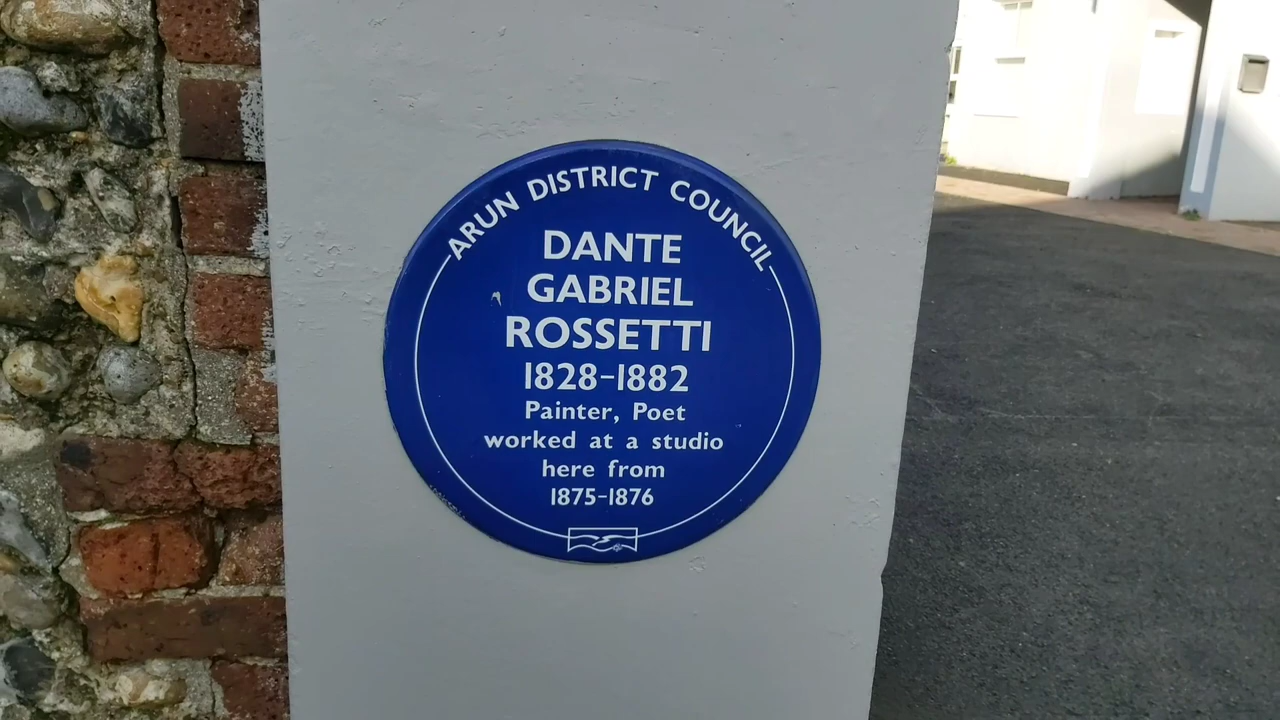 ARUN DISTRICT COUNCIL
DANTE
GABRIEL
ROSSETTI
1828-1882
Painter, Poet
worked at a studio
here from
1875-1876